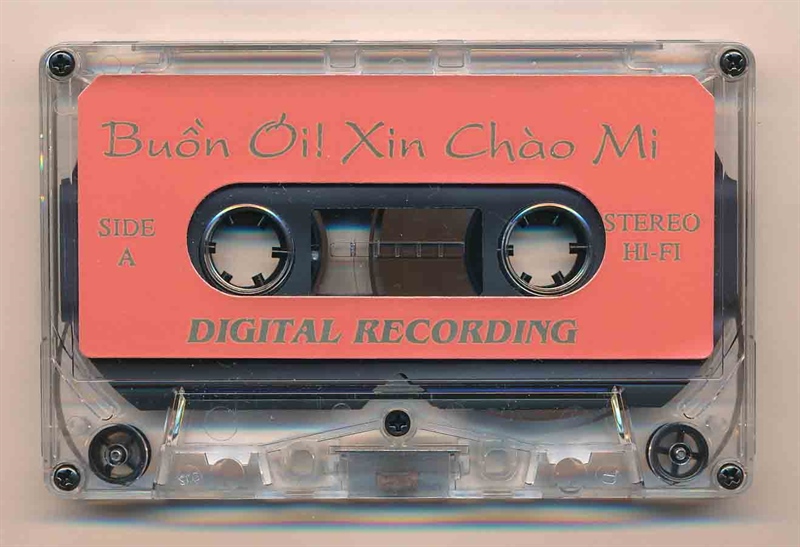 Buồn Ơi! Xin Chào Mi
SIDE
A
STEREO
HI-FI
DIGITAL RECORDING